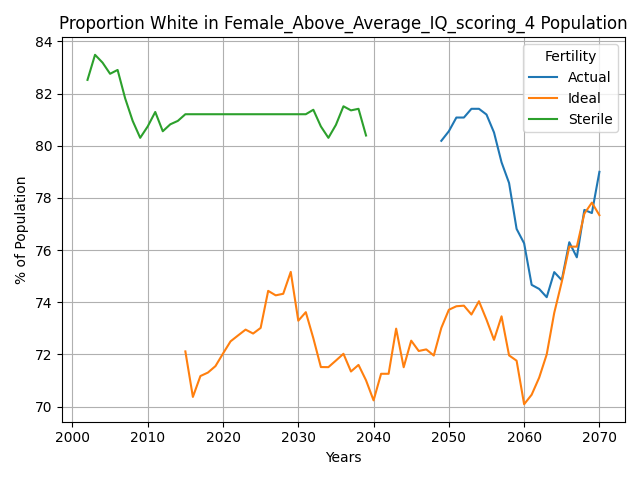 Proportion White in Female_Above_Average_IQ_scoring_4 Population
Fertility
Actual
Ideal
Sterile
% of Population
84
82
80
78
76
74
72
70
2000 2010 2020 2030 2040 2050 2060 2070
Years